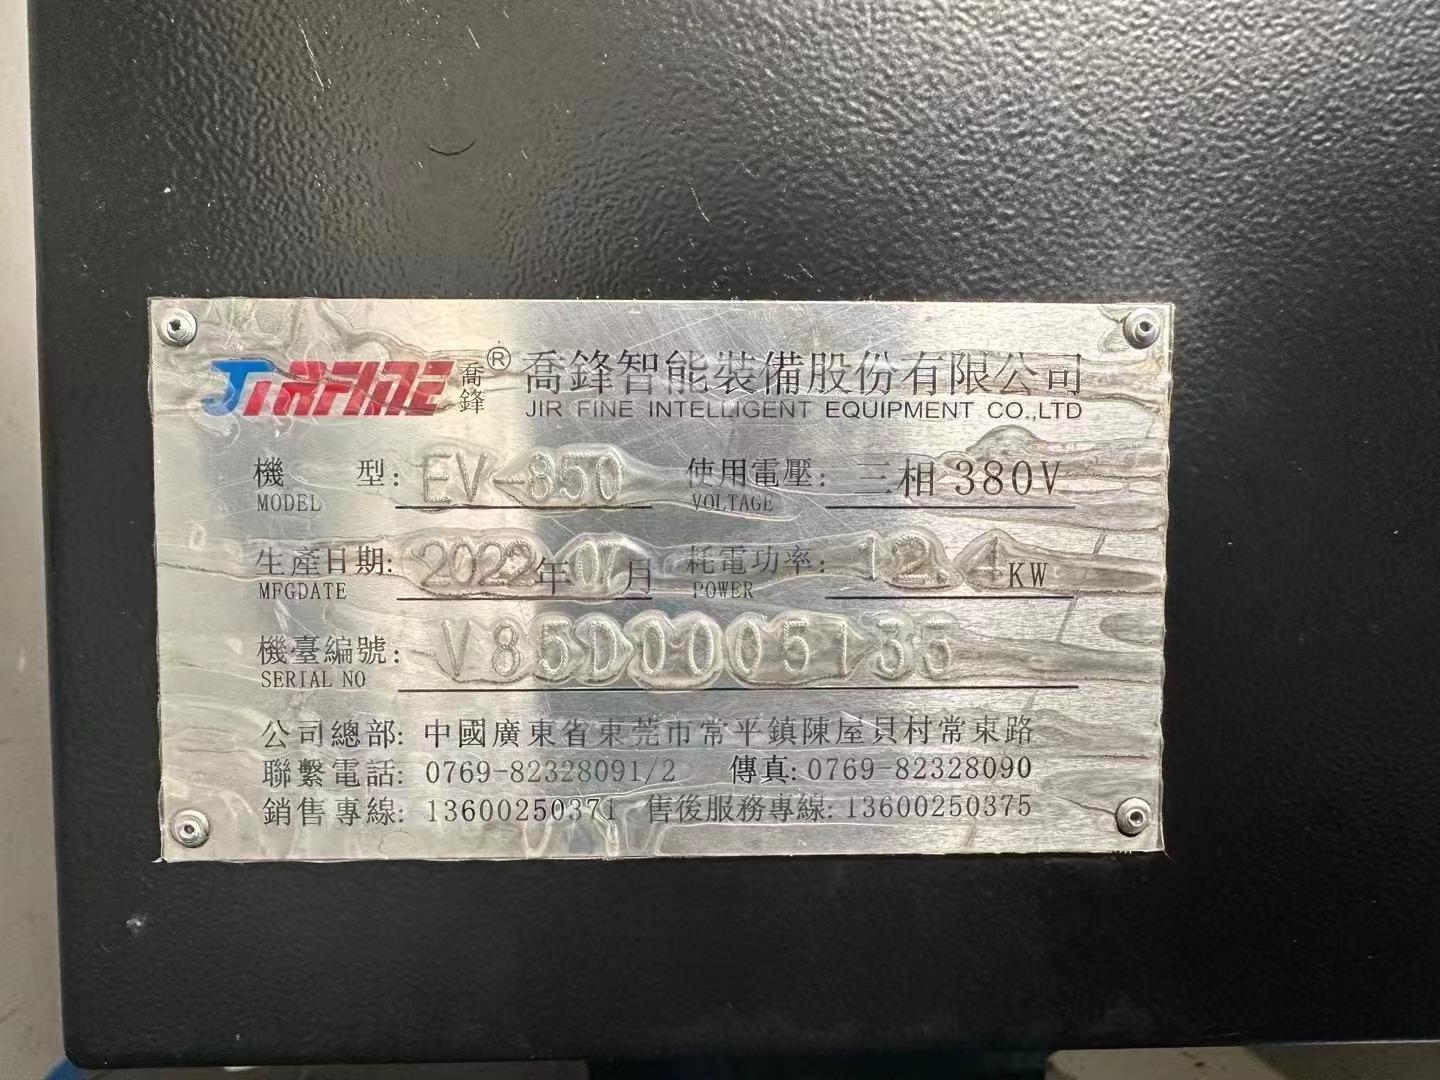 JIRFINE 喬鋒 ® 喬鋒智能裝備股份有限公司
JIR FINE INTELLIGENT EQUIPMENT CO.,LTD
機型: EV-850 使用電壓: 三相380V
MODEL VOLTAGE
生產日期: 2022年07月 耗電功率: 12.4KW
MFGDATE POWER
機臺編號: V85D0005135
SERIAL NO
公司總部: 中國廣東省東莞市常平鎮陳屋貝村常東路
聯繫電話: 0769-82328091/2 傳真: 0769-82328090
銷售專線: 13600250371 售後服務專線: 13600250375